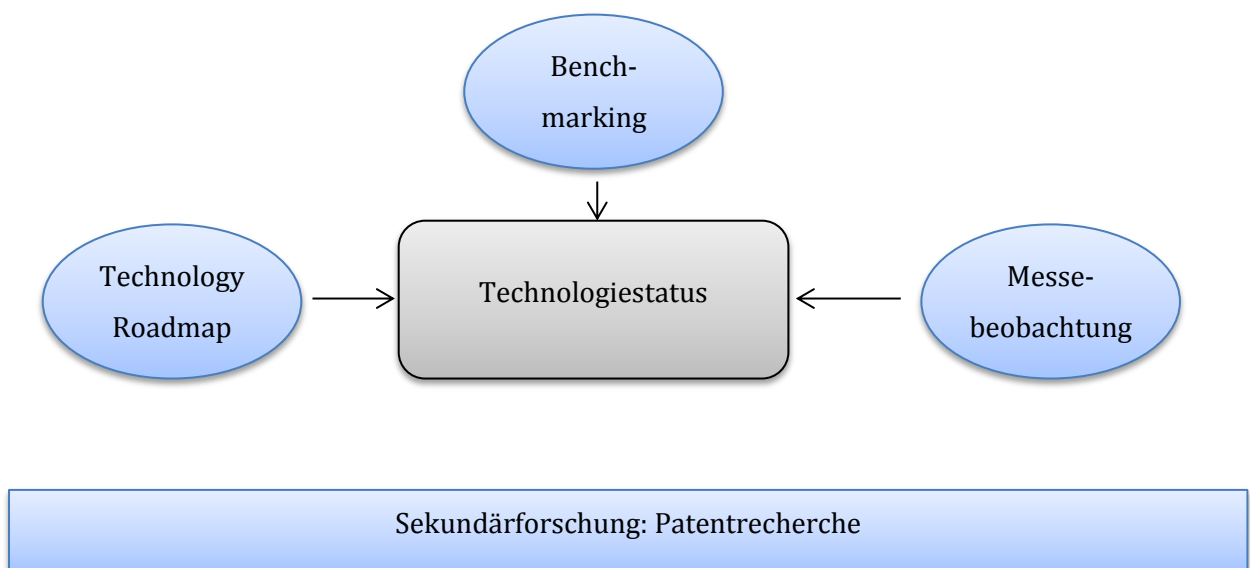 Bench-
marking
Technology
Roadmap
Technologiestatus
Messe-
beobachtung
Sekundärforschung: Patentrecherche